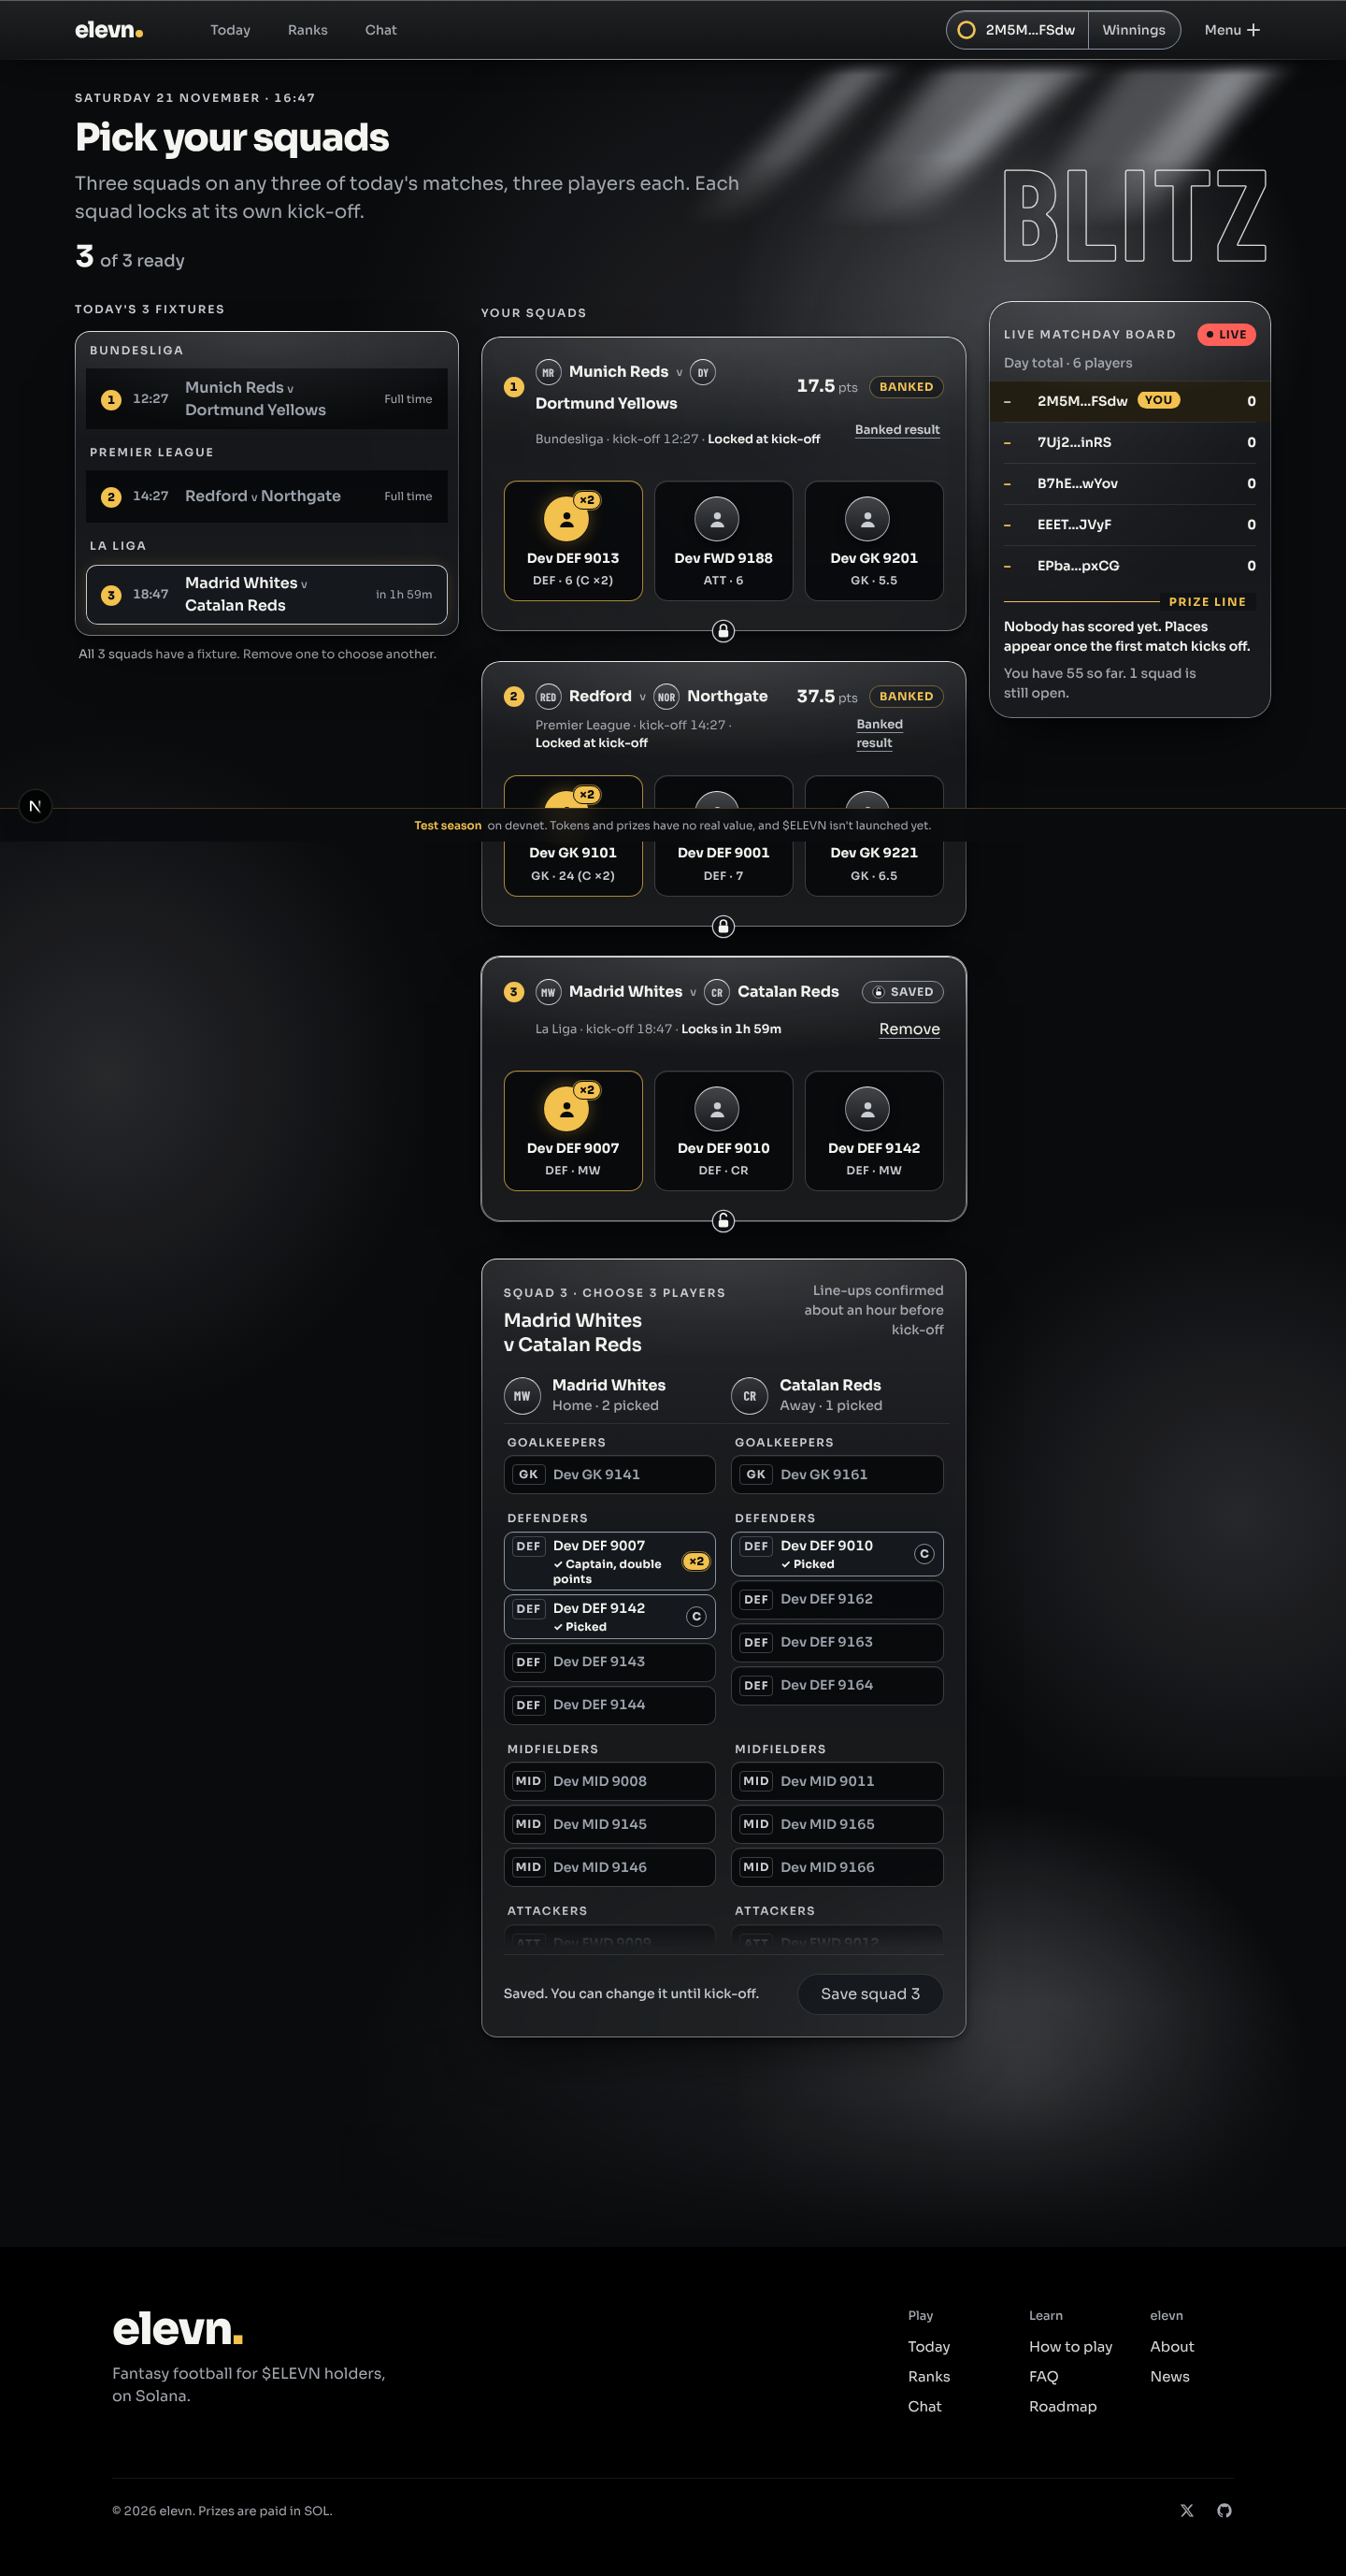 elevn.
Today
Ranks
Chat
2M5M...FSdw
Winnings
Menu
SATURDAY 21 NOVEMBER · 16:47
Pick your squads
Three squads on any three of today's matches, three players each. Each
squad locks at its own kick-off.
3 of 3 ready
BLITZ
TODAY'S 3 FIXTURES
BUNDESLIGA
1 12:27 Munich Reds v
Dortmund Yellows
Full time
PREMIER LEAGUE
2 14:27 Redford v Northgate Full time
LA LIGA
3 18:47 Madrid Whites v
Catalan Reds
in 1h 59m
All 3 squads have a fixture. Remove one to choose another.
YOUR SQUADS
1 MR Munich Reds v DY
Dortmund Yellows
17.5 pts BANKED
Bundesliga · kick-off 12:27 · Locked at kick-off
Banked result
×2
Dev DEF 9013
DEF · 6 (C ×2)
Dev FWD 9188
ATT · 6
Dev GK 9201
GK · 5.5
2 RED Redford v NOR Northgate 37.5 pts BANKED
Premier League · kick-off 14:27 ·
Locked at kick-off
Banked
result
×2
Test season on devnet. Tokens and prizes have no real value, and $ELEVN isn't launched yet.
Dev GK 9101
GK · 24 (C ×2)
Dev DEF 9001
DEF · 7
Dev GK 9221
GK · 6.5
3 MW Madrid Whites v CR Catalan Reds SAVED
La Liga · kick-off 18:47 · Locks in 1h 59m
Remove
×2
Dev DEF 9007
DEF · MW
Dev DEF 9010
DEF · CR
Dev DEF 9142
DEF · MW
LIVE MATCHDAY BOARD LIVE
Day total · 6 players
– 2M5M...FSdw YOU 0
– 7Uj2...inRS 0
– B7hE...wYov 0
– EEET...JVyF 0
– EPba...pxCG 0
PRIZE LINE
Nobody has scored yet. Places
appear once the first match kicks off.
You have 55 so far. 1 squad is
still open.
SQUAD 3 · CHOOSE 3 PLAYERS
Madrid Whites
v Catalan Reds
Line-ups confirmed
about an hour before
kick-off
MW Madrid Whites
Home · 2 picked
GOALKEEPERS
GK Dev GK 9141
DEFENDERS
DEF Dev DEF 9007
✓ Captain, double
points
×2
DEF Dev DEF 9142
✓ Picked
C
DEF Dev DEF 9143
DEF Dev DEF 9144
MIDFIELDERS
MID Dev MID 9008
MID Dev MID 9145
MID Dev MID 9146
ATTACKERS
ATT Dev FWD 9009
CR Catalan Reds
Away · 1 picked
GOALKEEPERS
GK Dev GK 9161
DEFENDERS
DEF Dev DEF 9010
✓ Picked
C
DEF Dev DEF 9162
DEF Dev DEF 9163
DEF Dev DEF 9164
MIDFIELDERS
MID Dev MID 9011
MID Dev MID 9165
MID Dev MID 9166
ATTACKERS
ATT Dev FWD 9012
Saved. You can change it until kick-off.
Save squad 3
elevn.
Fantasy football for $ELEVN holders,
on Solana.
Play
Today
Ranks
Chat
Learn
How to play
FAQ
Roadmap
elevn
About
News
© 2026 elevn. Prizes are paid in SOL.